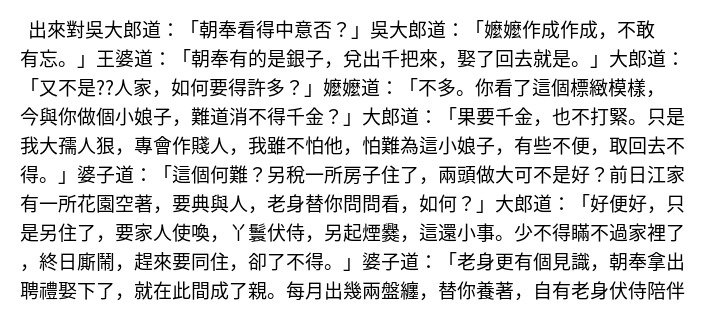 出來對吳大郎道：「朝奉看得中意否？」吳大郎道：「嬤嬤作成作成，不敢
有忘。」王婆道：「朝奉有的是銀子，兌出千把來，娶了回去就是。」大郎道：
「又不是??人家，如何要得許多？」嬤嬤道：「不多。你看了這個標緻模樣，
今與你做個小娘子，難道消不得千金？」大郎道：「果要千金，也不打緊。只是
我大孺人狠，專會作賤人，我雖不怕他，怕難為這小娘子，有些不便，取回去不
得。」婆子道：「這個何難？另稅一所房子住了，兩頭做大可不是好？前日江家
有一所花園空著，要典與人，老身替你問問看，如何？」大郎道：「好便好，只
是另住了，要家人使喚，丫鬟伏侍，另起煙爨，這還小事。少不得瞞不過家裡了
，終日廝鬧，趕來要同住，卻了不得。」婆子道：「老身更有個見識，朝奉拿出
聘禮娶下了，就在此間成了親。每月出幾兩盤纏，替你養著，自有老身伏侍陪伴